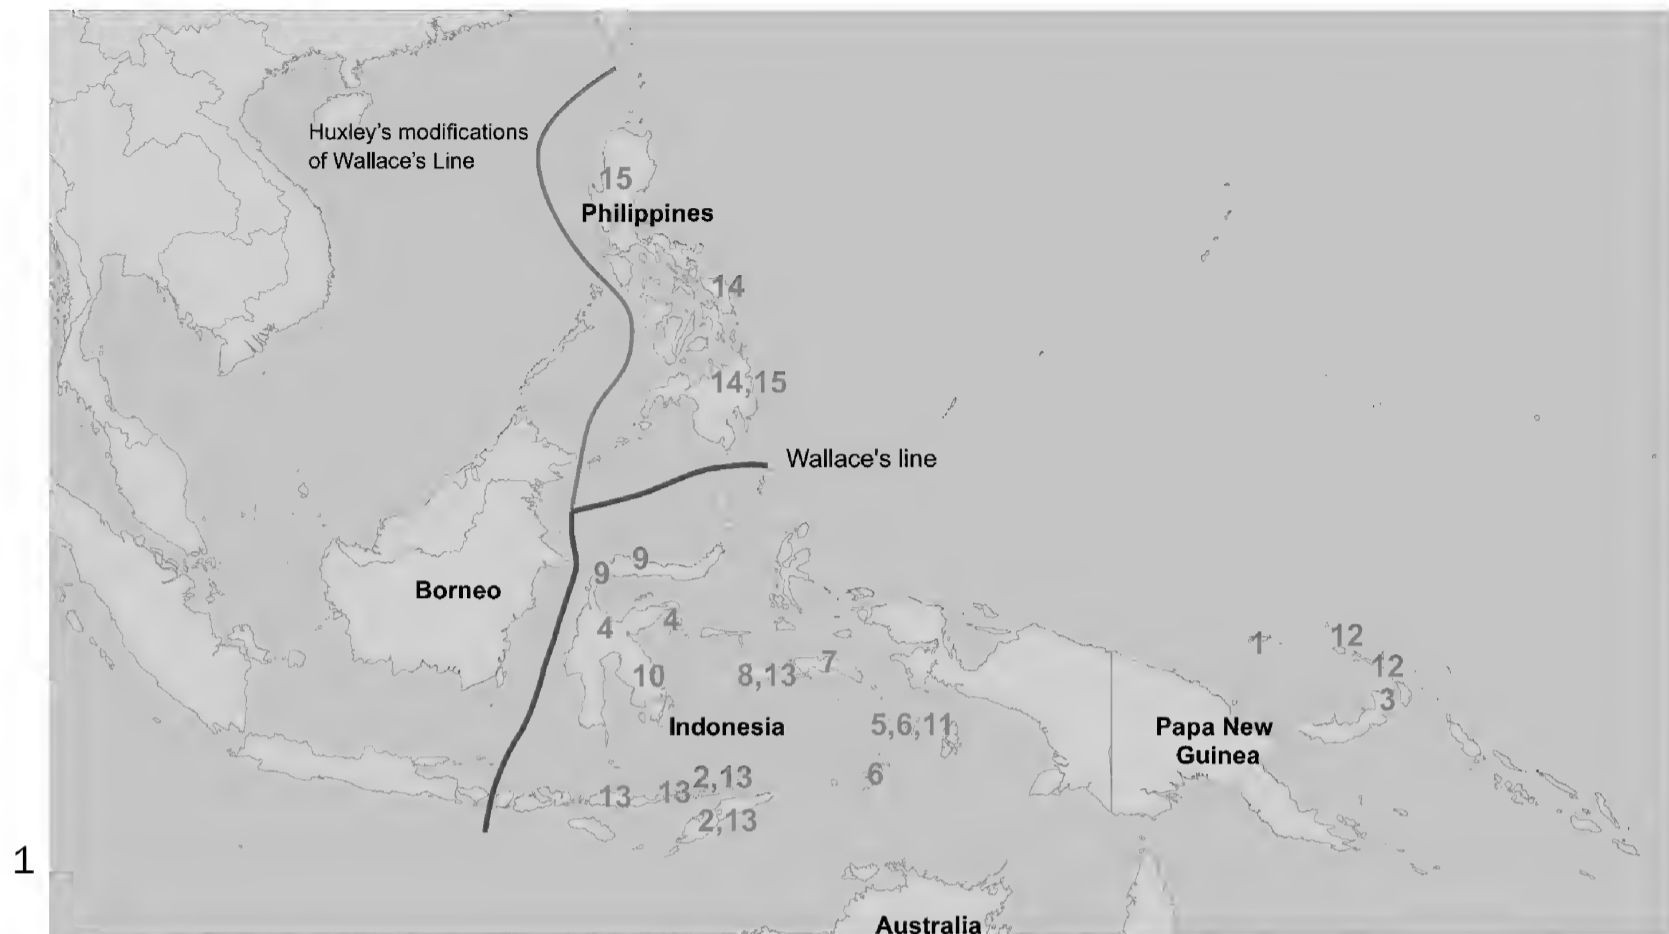 Huxley's modifications
of Wallace's Line
15
Philippines
14
14,15
Wallace's line
9
9
Borneo
4
4
1
12
12
7
8,13
10
3
5,6,11
Indonesia
Papa New
Guinea
6
2,13
13
13
2,13
1
Australia